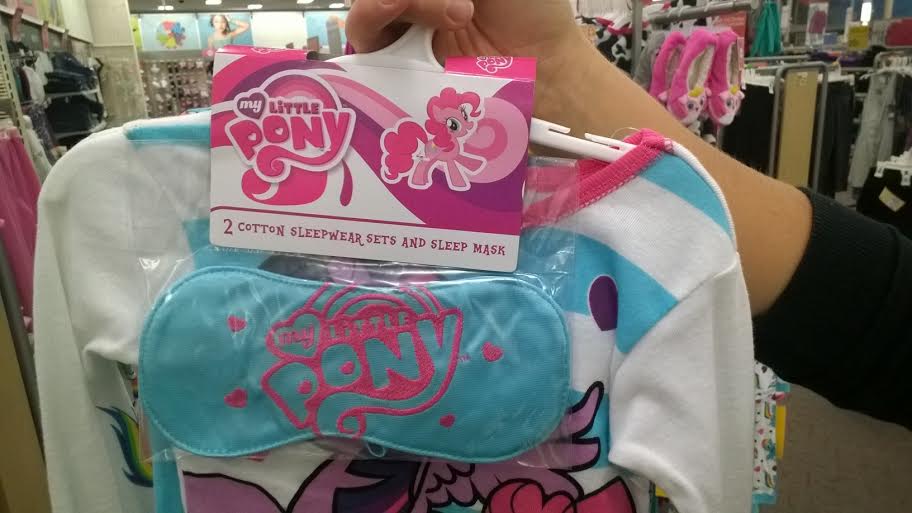 my LiTTLE
PONY
2 COTTON SLEEPWEAR SETS AND SLEEP MASK
my LiTTLE
PONY